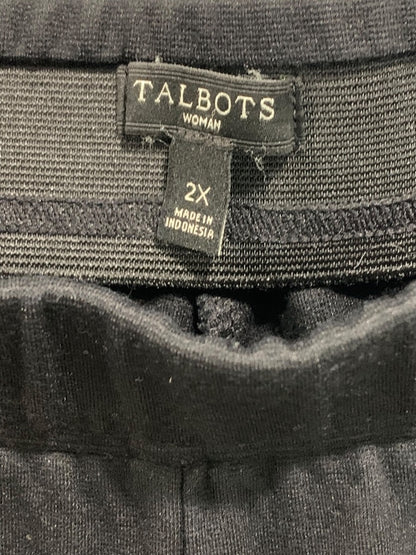 TALBOTS
WOMAN
2X
MADE IN
INDONESIA